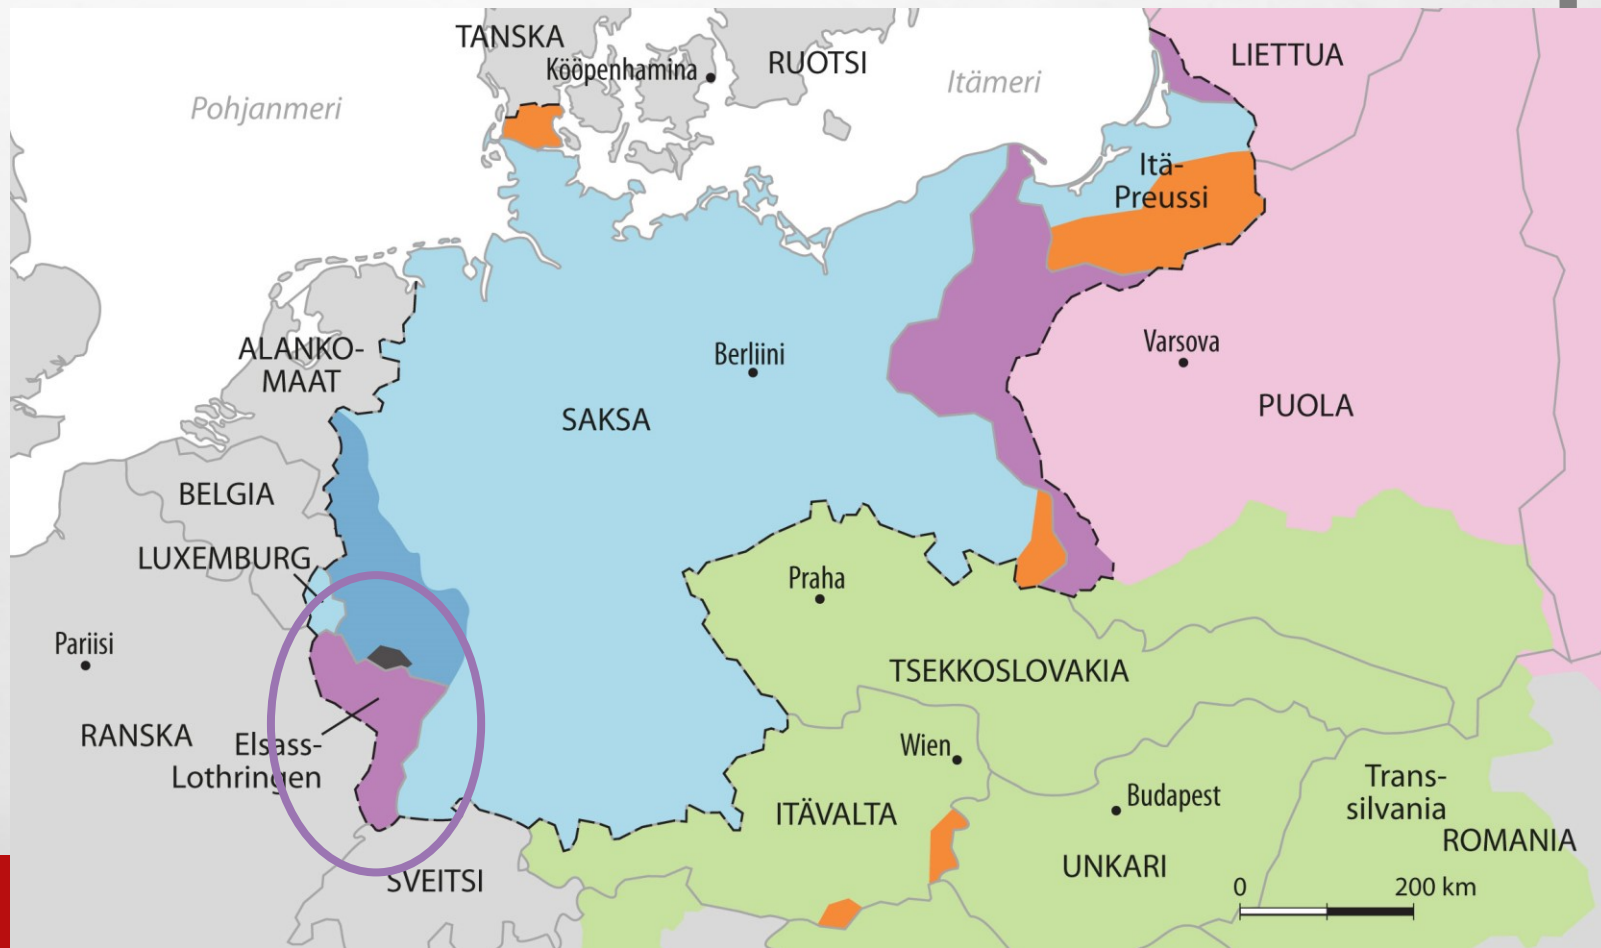 TANSKA
Kööpenhamina
RUOTSI
Itämeri
LIETTUA
Pohjanmeri
Itä-
Preussi
ALANKO-
MAAT
Berliini
Varsova
SAKSA
PUOLA
BELGIA
LUXEMBURG
Praha
Pariisi
TSEKKOSLOVAKIA
RANSKA
Elsass-
Lothringen
Wien
Budapest
Trans-
silvania
ITÄVALTA
ROMANIA
UNKARI
SVEITSI
0 200 km